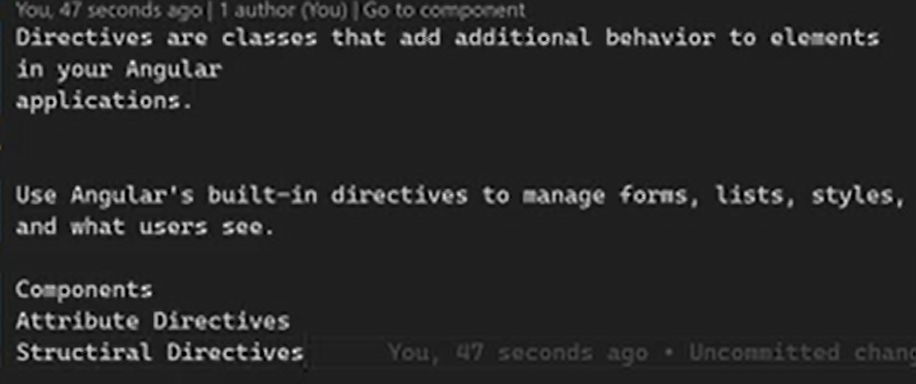 You, 47 seconds ago | 1 author (You) | Go to component
Directives are classes that add additional behavior to elements
in your Angular
applications.
Use Angular's built-in directives to manage forms, lists, styles,
and what users see.
Components
Attribute Directives
Structiral Directives You, 47 seconds ago • Uncommitted chang